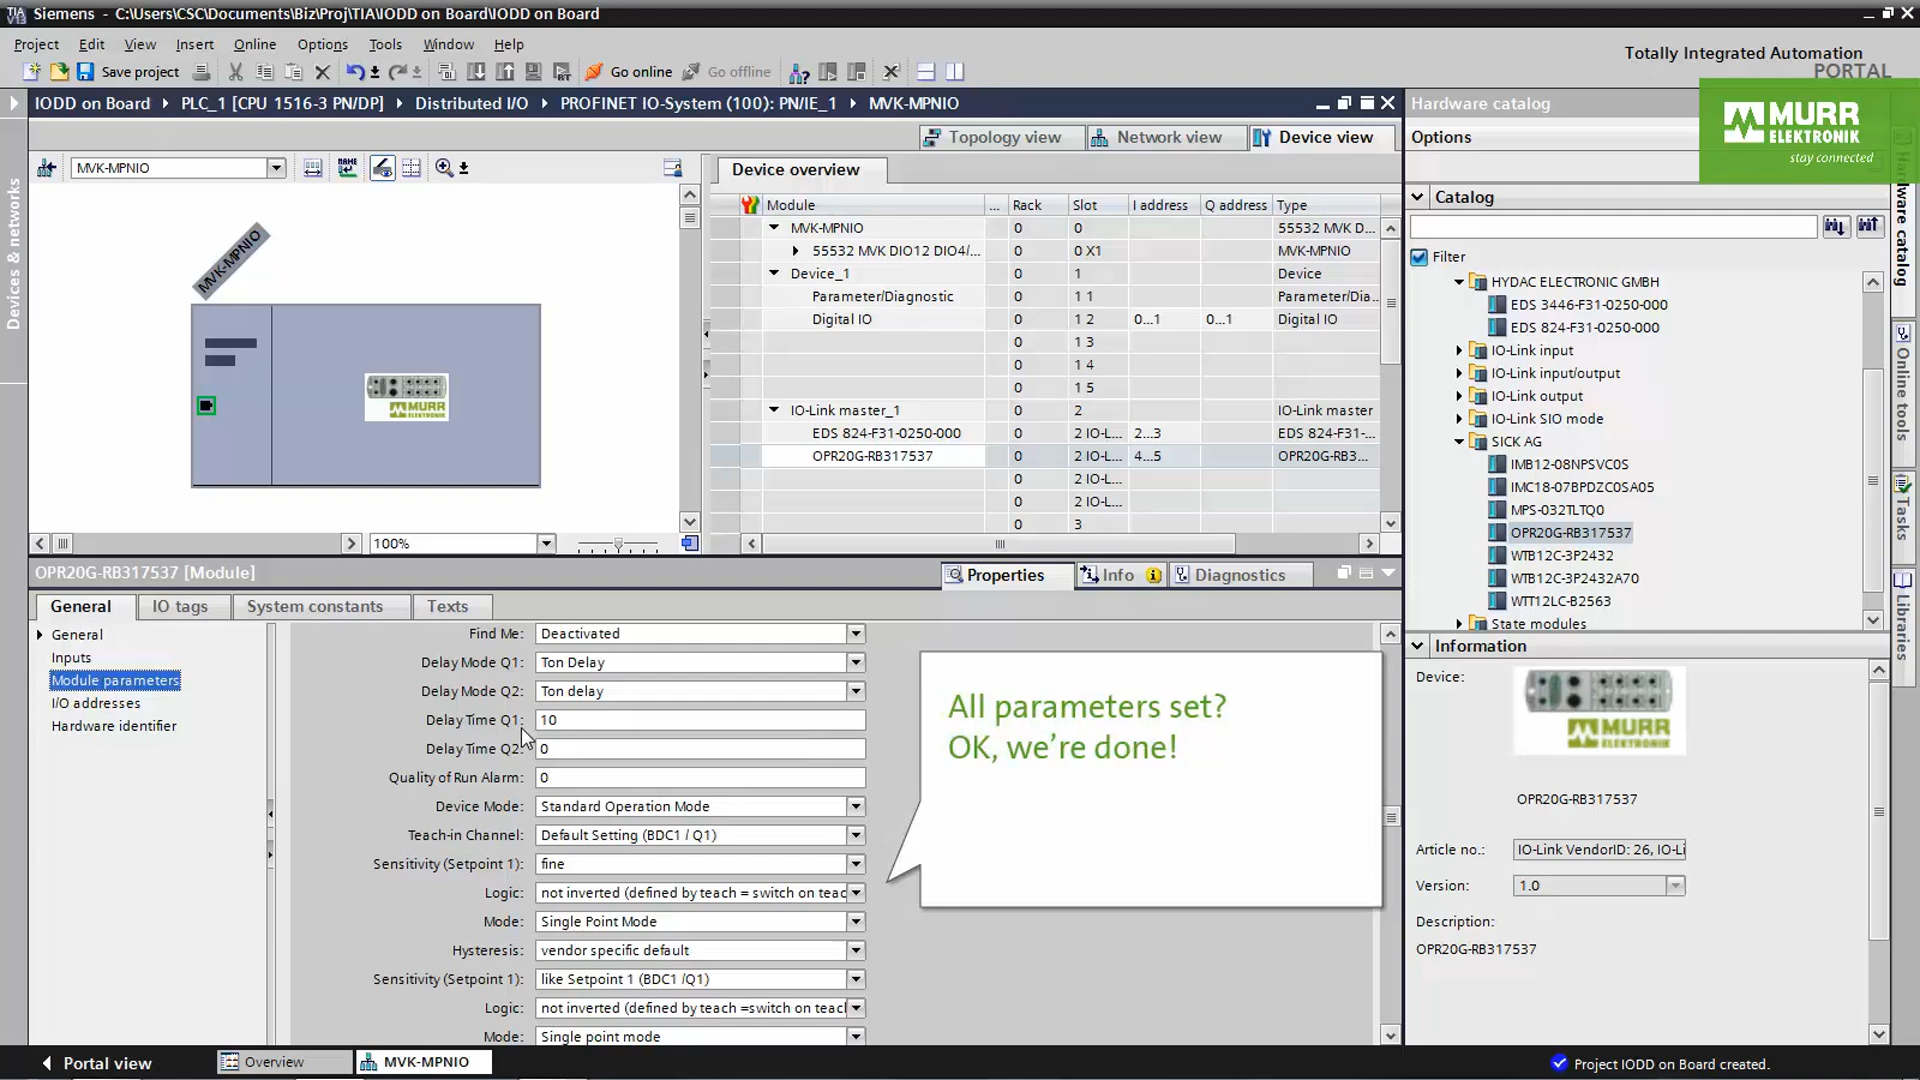 Siemens - C:\Users\CSC\Documents\Biz\Proj\TIA\IODD on Board\IODD on Board
TIA
V13
Project Edit View Insert Online Options Tools Window Help
Totally Integrated Automation
PORTAL
Save project Go online Go offline
IODD on Board PLC_1 [CPU 1516-3 PN/DP] Distributed I/O PROFINET IO-System (100): PN/IE_1 MVK-MPNIO
Topology view Network view Device view
MVK-MPNIO
NAME
MVK-MPNIO
MURR
ELEKTRONIK
100%
Devices & networks
Device overview
Module ... Rack Slot I address Q address Type
MVK-MPNIO 0 0 55532 MVK D...
55532 MVK DIO12 DIO4/... 0 0 X1 MVK-MPNIO
Device_1 0 1 Device
Parameter/Diagnostic 0 1 1 Parameter/Dia...
Digital IO 0 1 2 0...1 0...1 Digital IO
0 1 3
0 1 4
0 1 5
IO-Link master_1 0 2 IO-Link master
EDS 824-F31-0250-000 0 2 IO-L... 2...3 EDS 824-F31-...
OPR20G-RB317537 0 2 IO-L... 4...5 OPR20G-RB3...
0 2 IO-L...
0 2 IO-L...
0 3
OPR20G-RB317537 [Module]
Properties Info Diagnostics
General IO tags System constants Texts
General
Inputs
Module parameters
I/O addresses
Hardware identifier
Find Me: Deactivated
Delay Mode Q1: Ton Delay
Delay Mode Q2: Ton delay
Delay Time Q1: 10
Delay Time Q2: 0
Quality of Run Alarm: 0
Device Mode: Standard Operation Mode
Teach-in Channel: Default Setting (BDC1 / Q1)
Sensitivity (Setpoint 1): fine
Logic: not inverted (defined by teach = switch on teac
Mode: Single Point Mode
Hysteresis: vendor specific default
Sensitivity (Setpoint 1): like Setpoint 1 (BDC1 /Q1)
Logic: not inverted (defined by teach =switch on teach
Mode: Single point mode
All parameters set?
OK, we're done!
Hardware catalog
Options
MURR
ELEKTRONIK
stay connected
Catalog
Filter
HYDAC ELECTRONIC GMBH
EDS 3446-F31-0250-000
EDS 824-F31-0250-000
IO-Link input
IO-Link input/output
IO-Link output
IO-Link SIO mode
SICK AG
IMB12-08NPSVC0S
IMC18-07BPDZC0SA05
MPS-032TLTQ0
OPR20G-RB317537
WTB12C-3P2432
WTB12C-3P2432A70
WTT12LC-B2563
State modules
Information
Device:
MURR
ELEKTRONIK
OPR20G-RB317537
Article no.: IO-Link VendorID: 26, IO-Li
Version: 1.0
Description:
OPR20G-RB317537
Hardware catalog
Online tools
Tasks
Libraries
Portal view Overview MVK-MPNIO
Project IODD on Board created.